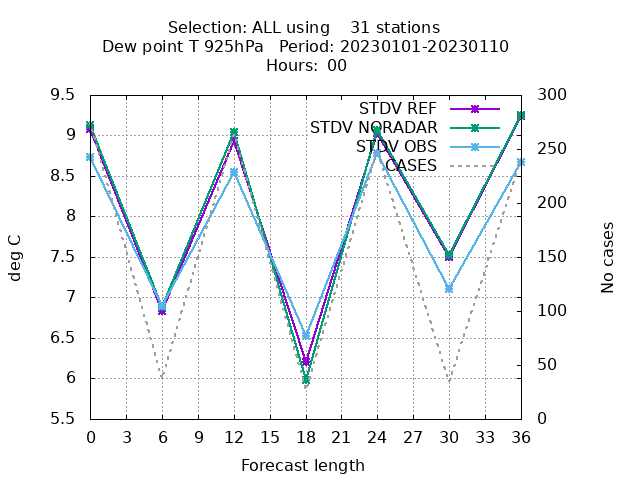 Selection: ALL using    31 stations
Dew point T 925hPa   Period: 20230101-20230110
Hours: 00
9.5
9
8.5
8
7.5
7
6.5
6
5.5
deg C
STDV REF
STDV NORADAR
STDV OBS
CASES
300
250
200
150
100
50
0
No cases
0 3 6 9 12 15 18 21 24 27 30 33 36
Forecast length